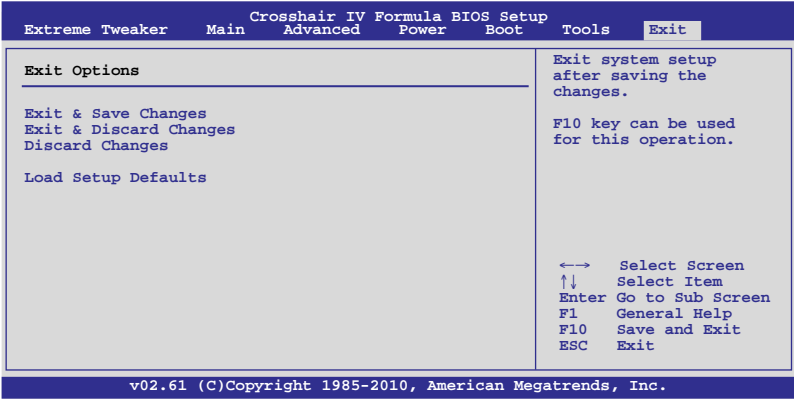 Crosshair IV Formula BIOS Setup
Extreme Tweaker Main Advanced Power Boot Tools Exit
Exit Options
Exit & Save Changes
Exit & Discard Changes
Discard Changes
Load Setup Defaults
Exit system setup
after saving the
changes.
F10 key can be used
for this operation.
←→ Select Screen
↑↓ Select Item
Enter Go to Sub Screen
F1 General Help
F10 Save and Exit
ESC Exit
v02.61 (C)Copyright 1985-2010, American Megatrends, Inc.